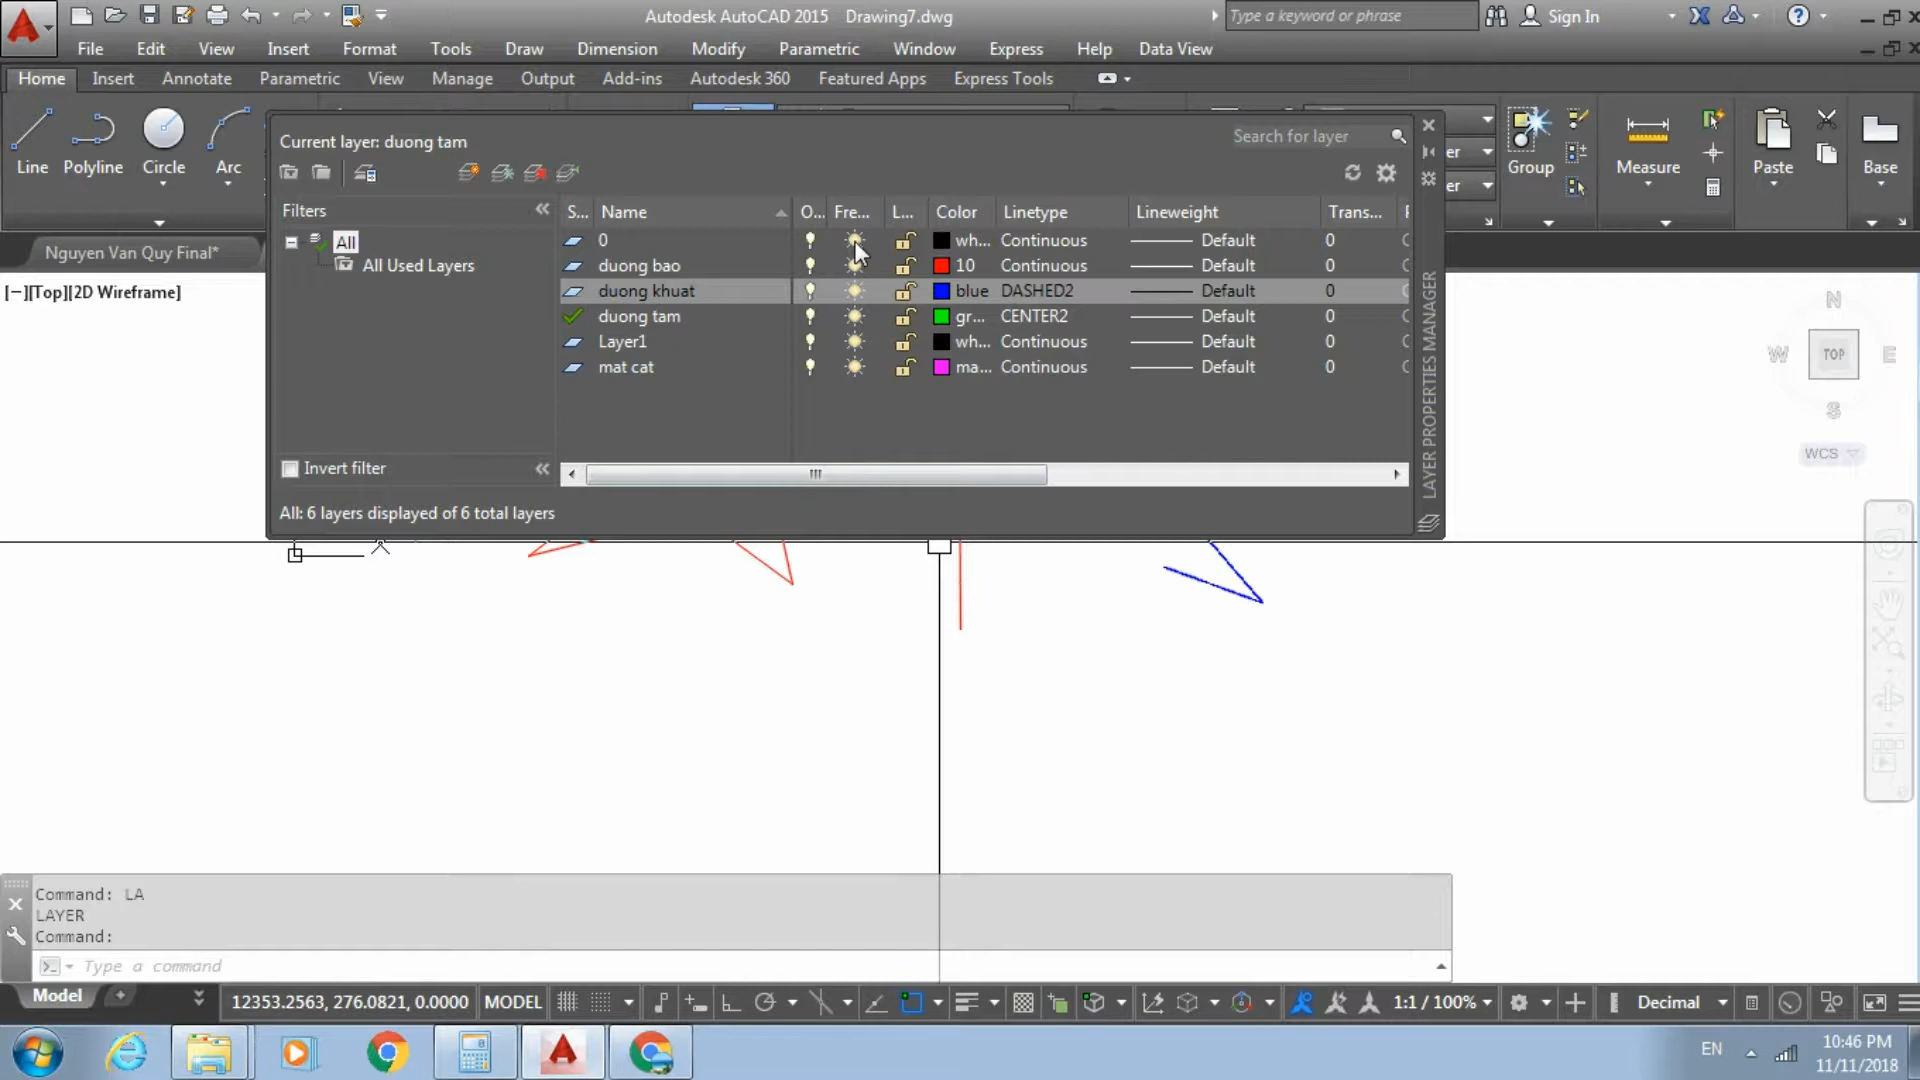 Autodesk AutoCAD 2015 Drawing7.dwg
Type a keyword or phrase
Sign In
File Edit View Insert Format Tools Draw Dimension Modify Parametric Window Express Help Data View
Home Insert Annotate Parametric View Manage Output Add-ins Autodesk 360 Featured Apps Express Tools
Line Polyline Circle Arc
Group Measure Paste Base
Current layer: duong tam
Search for layer
Filters
S... Name O... Fre... L... Color Linetype Lineweight Trans...
All
All Used Layers
0 wh... Continuous Default 0
duong bao 10 Continuous Default 0
duong khuat blue DASHED2 Default 0
duong tam gr... CENTER2 Default 0
Layer1 wh... Continuous Default 0
mat cat ma... Continuous Default 0
Invert filter
All: 6 layers displayed of 6 total layers
LAYER PROPERTIES MANAGER
Nguyen Van Quy Final*
[−][Top][2D Wireframe]
N
W TOP E
S
WCS
Command: LA
LAYER
Command:
Type a command
Model
12353.2563, 276.0821, 0.0000 MODEL
1:1 / 100%
Decimal
EN
10:46 PM
11/11/2018